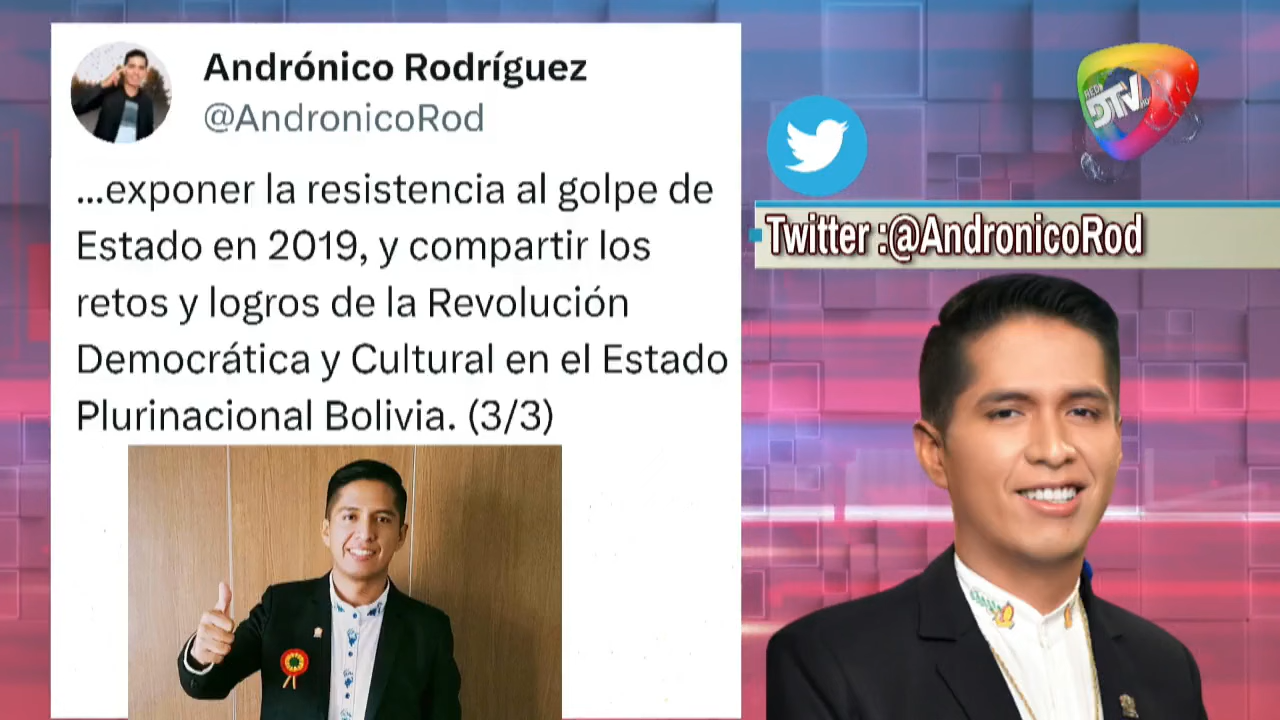 Andrónico Rodríguez
@AndronicoRod
...exponer la resistencia al golpe de
Estado en 2019, y compartir los
retos y logros de la Revolución
Democrática y Cultural en el Estado
Plurinacional Bolivia. (3/3)
RED
DTV
Twitter :@AndronicoRod